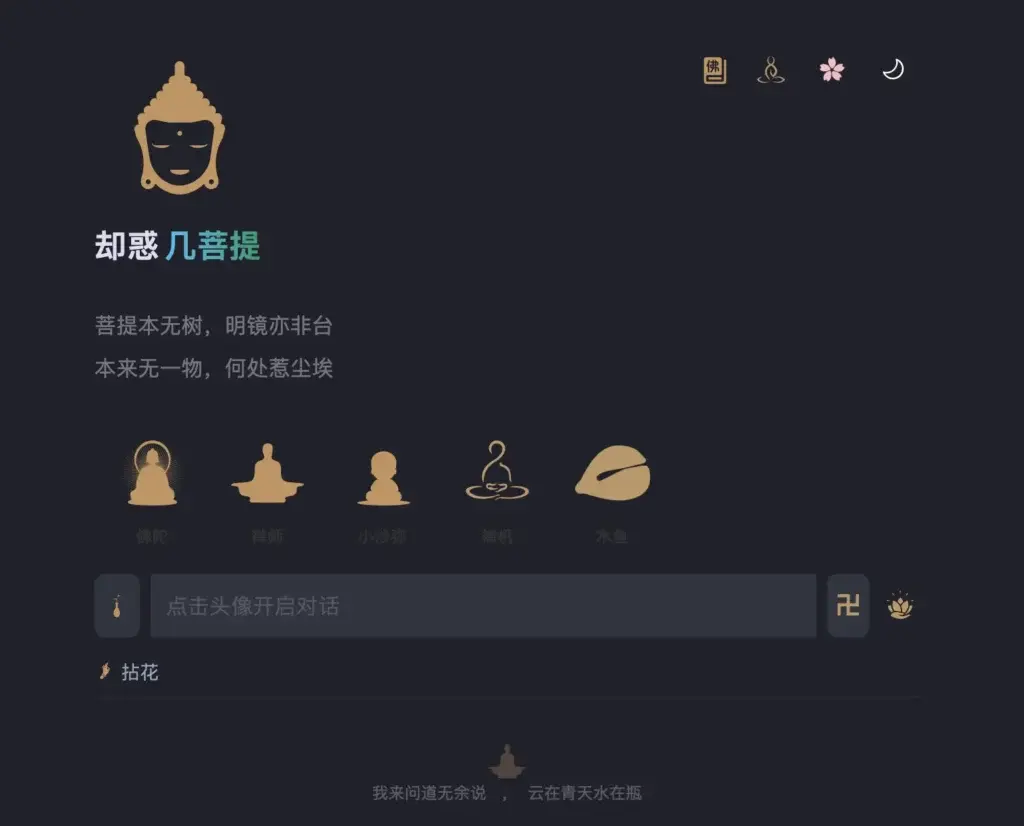 佛
却惑 几菩提
菩提本无树，明镜亦非台
本来无一物，何处惹尘埃
佛陀 禅师 小沙弥 木鱼
点击头像开启对话
卍
拈花
我来问道无余说 ， 云在青天水在瓶